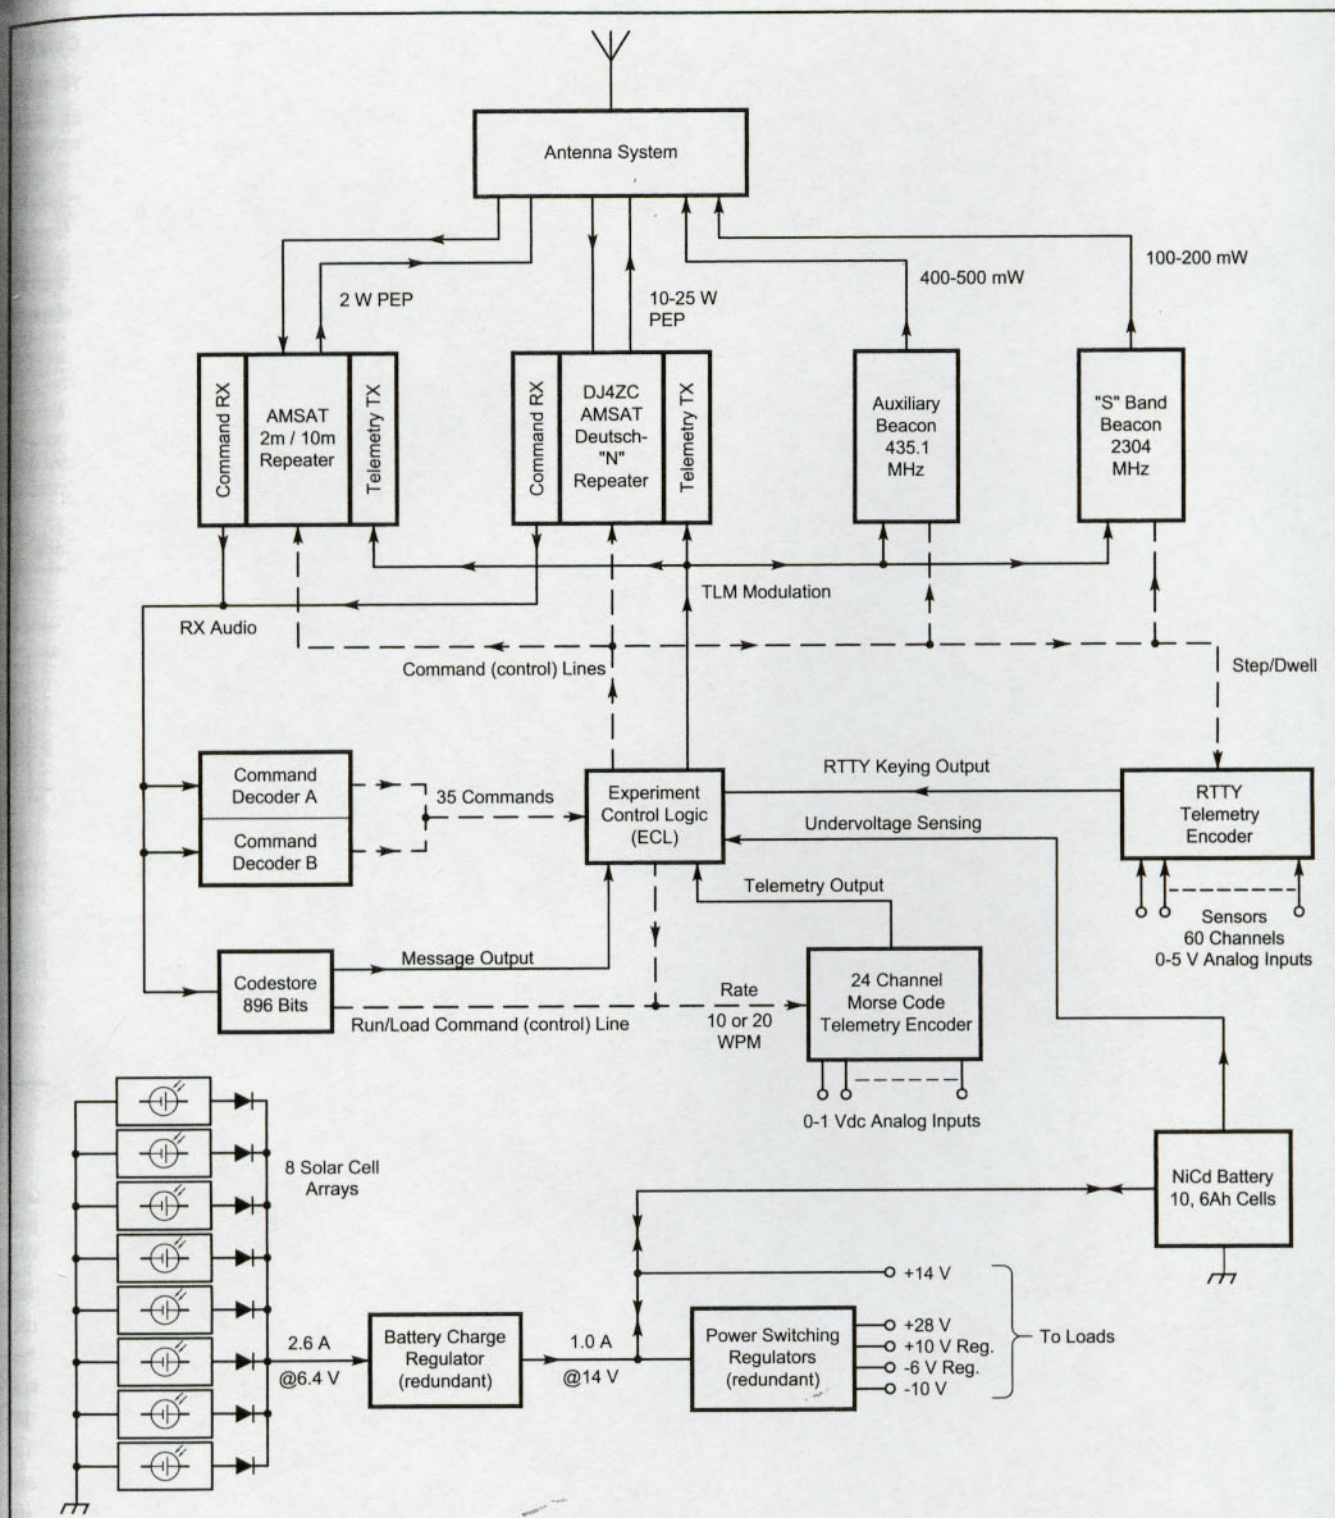 Antenna System
2 W PEP
10-25 W
PEP
400-500 mW
100-200 mW
Command RX
AMSAT
2m / 10m
Repeater
Telemetry TX
Command RX
DJ4ZC
AMSAT
Deutsch-
"N"
Repeater
Telemetry TX
Auxiliary
Beacon
435.1
MHz
"S" Band
Beacon
2304
MHz
TLM Modulation
RX Audio
Command (control) Lines
Step/Dwell
Command
Decoder A
Command
Decoder B
35 Commands
Experiment
Control Logic
(ECL)
RTTY Keying Output
Undervoltage Sensing
RTTY
Telemetry
Encoder
Telemetry Output
Sensors
60 Channels
0-5 V Analog Inputs
Codestore
896 Bits
Message Output
Run/Load Command (control) Line
Rate
10 or 20
WPM
24 Channel
Morse Code
Telemetry Encoder
0-1 Vdc Analog Inputs
8 Solar Cell
Arrays
NiCd Battery
10, 6Ah Cells
2.6 A
@6.4 V
Battery Charge
Regulator
(redundant)
1.0 A
@14 V
Power Switching
Regulators
(redundant)
+14 V
+28 V
+10 V Reg.
-6 V Reg.
-10 V
To Loads